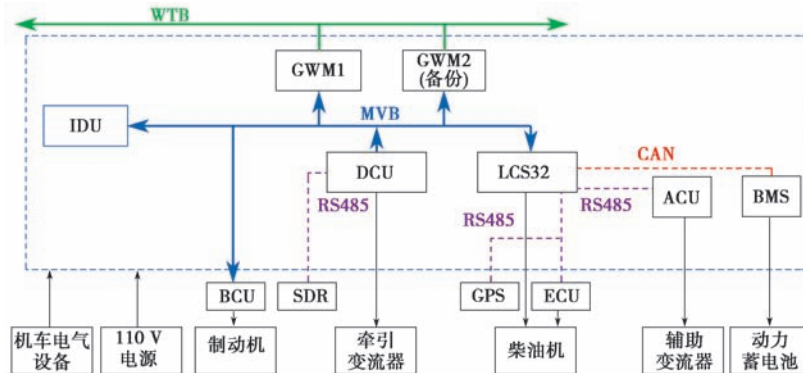 WTB
GWM1
GWM2
(备份)
MVB
IDU
CAN
DCU
LCS32
ACU
BMS
RS485
RS485
RS485
BCU
SDR
GPS
ECU
机车电气
设备
110 V
电源
制动机
牵引
变流器
柴油机
辅助
变流器
动力
蓄电池